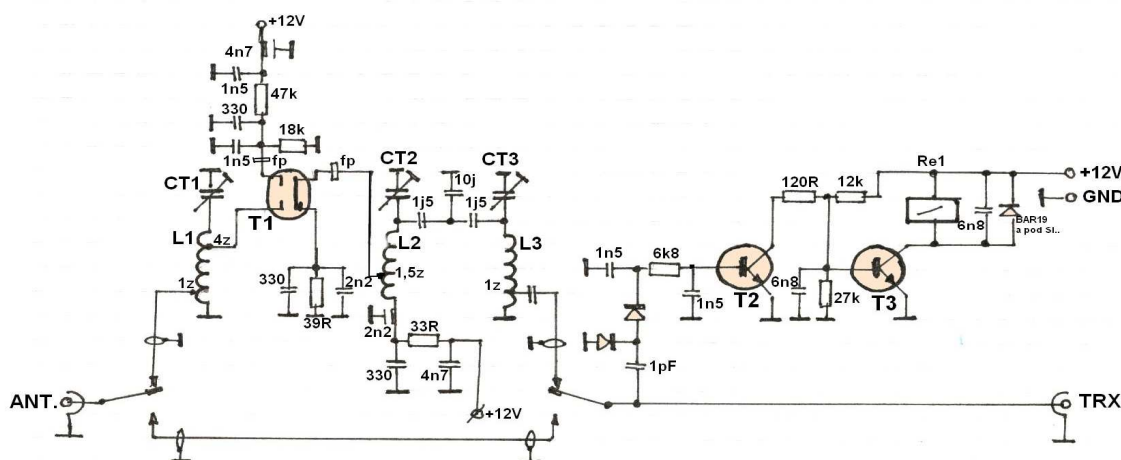 +12V
4n7
1n5
47k
330
18k
1n5
fp
fp
CT1
T1
L1
4z
1z
330
39R
2n2
CT2
10j
CT3
1j5
1j5
L2
1,5z
L3
1z
2n2
33R
330
4n7
+12V
1n5
6k8
1n5
1pF
T2
120R
12k
6n8
27k
T3
Re1
6n8
BAR19
a pod SI..
+12V
GND
ANT.
TRX